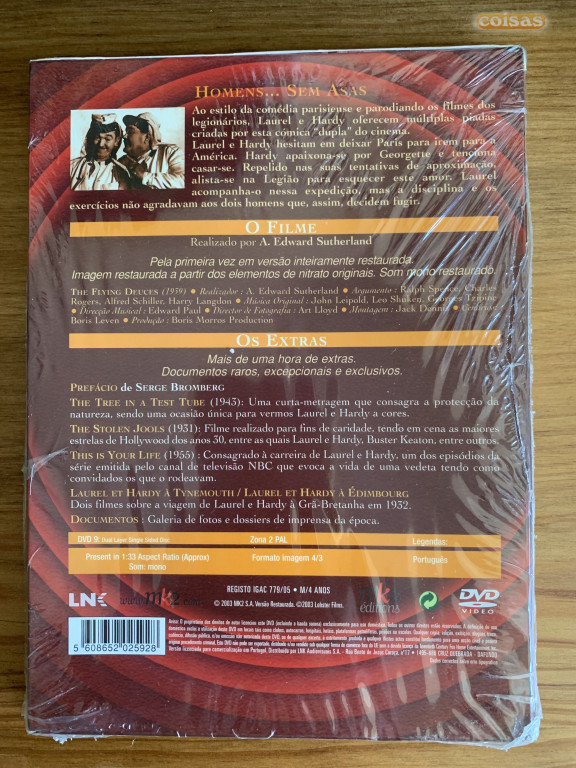 coisas
Homens... Sem Asas
Ao estilo da comédia parisiense e parodiando os filmes dos
legionários, Laurel e Hardy oferecem múltiplas piadas
criadas por esta cómica "dupla" do cinema.
Laurel e Hardy hesitam em deixar Paris para irem para a
América. Hardy apaixona-se por Georgette e tenciona
casar-se. Repelido nas suas tentativas de aproximação,
alista-se na Legião para esquecer este amor. Laurel
acompanha-o nessa expedição, mas a disciplina e os
exercícios não agradavam aos dois homens que, assim, decidem fugir.
O Filme
Realizado por A. Edward Sutherland
Pela primeira vez em versão inteiramente restaurada.
Imagem restaurada a partir dos elementos de nitrato originais. Som mono restaurado.
The Flying Deuces (1939) • Realizador : A. Edward Sutherland • Argumento : Ralph Spence, Charles
Rogers, Alfred Schiller, Harry Langdon • Música Original : John Leipold, Leo Shuken, Georges Tzipine
• Direcção Musical : Edward Paul • Director de Fotografia : Art Lloyd • Montagem : Jack Dennis •
Boris Leven • Produção : Boris Morros Production
Os Extras
Mais de uma hora de extras.
Documentos raros, excepcionais e exclusivos.
Prefácio de Serge Bromberg
The Tree in a Test Tube (1943): Uma curta-metragem que consagra a protecção da
natureza, sendo uma ocasião única para vermos Laurel e Hardy a cores.
The Stolen Jools (1931): Filme realizado para fins de caridade, tendo em cena as maiores
estrelas de Hollywood dos anos 30, entre as quais Laurel e Hardy, Buster Keaton, entre outros.
This is Your Life (1955) : Consagrado à carreira de Laurel e Hardy, um dos episódios da
série emitida pelo canal de televisão NBC que evoca a vida de uma vedeta tendo como
convidados os que o rodeavam.
Laurel et Hardy à Tynemouth / Laurel et Hardy à Édimbourg
Dois filmes sobre a viagem de Laurel e Hardy à Grã-Bretanha em 1932.
Documentos : Galeria de fotos e dossiers de imprensa da época.
DVD 9: Dual Layer Single Sided Disc Zona 2 PAL Legendas:
Present in 1:33 Aspect Ratio (Approx) Formato imagem 4/3 Português
Som: mono
REGISTO IGAC 779/05 • M/4 ANOS
LNK www.mk2. éditions DVD VIDEO
© 2003 MK2 S.A. Versão Restaurada. ©2003 Lobster Films.
5 608652 025928